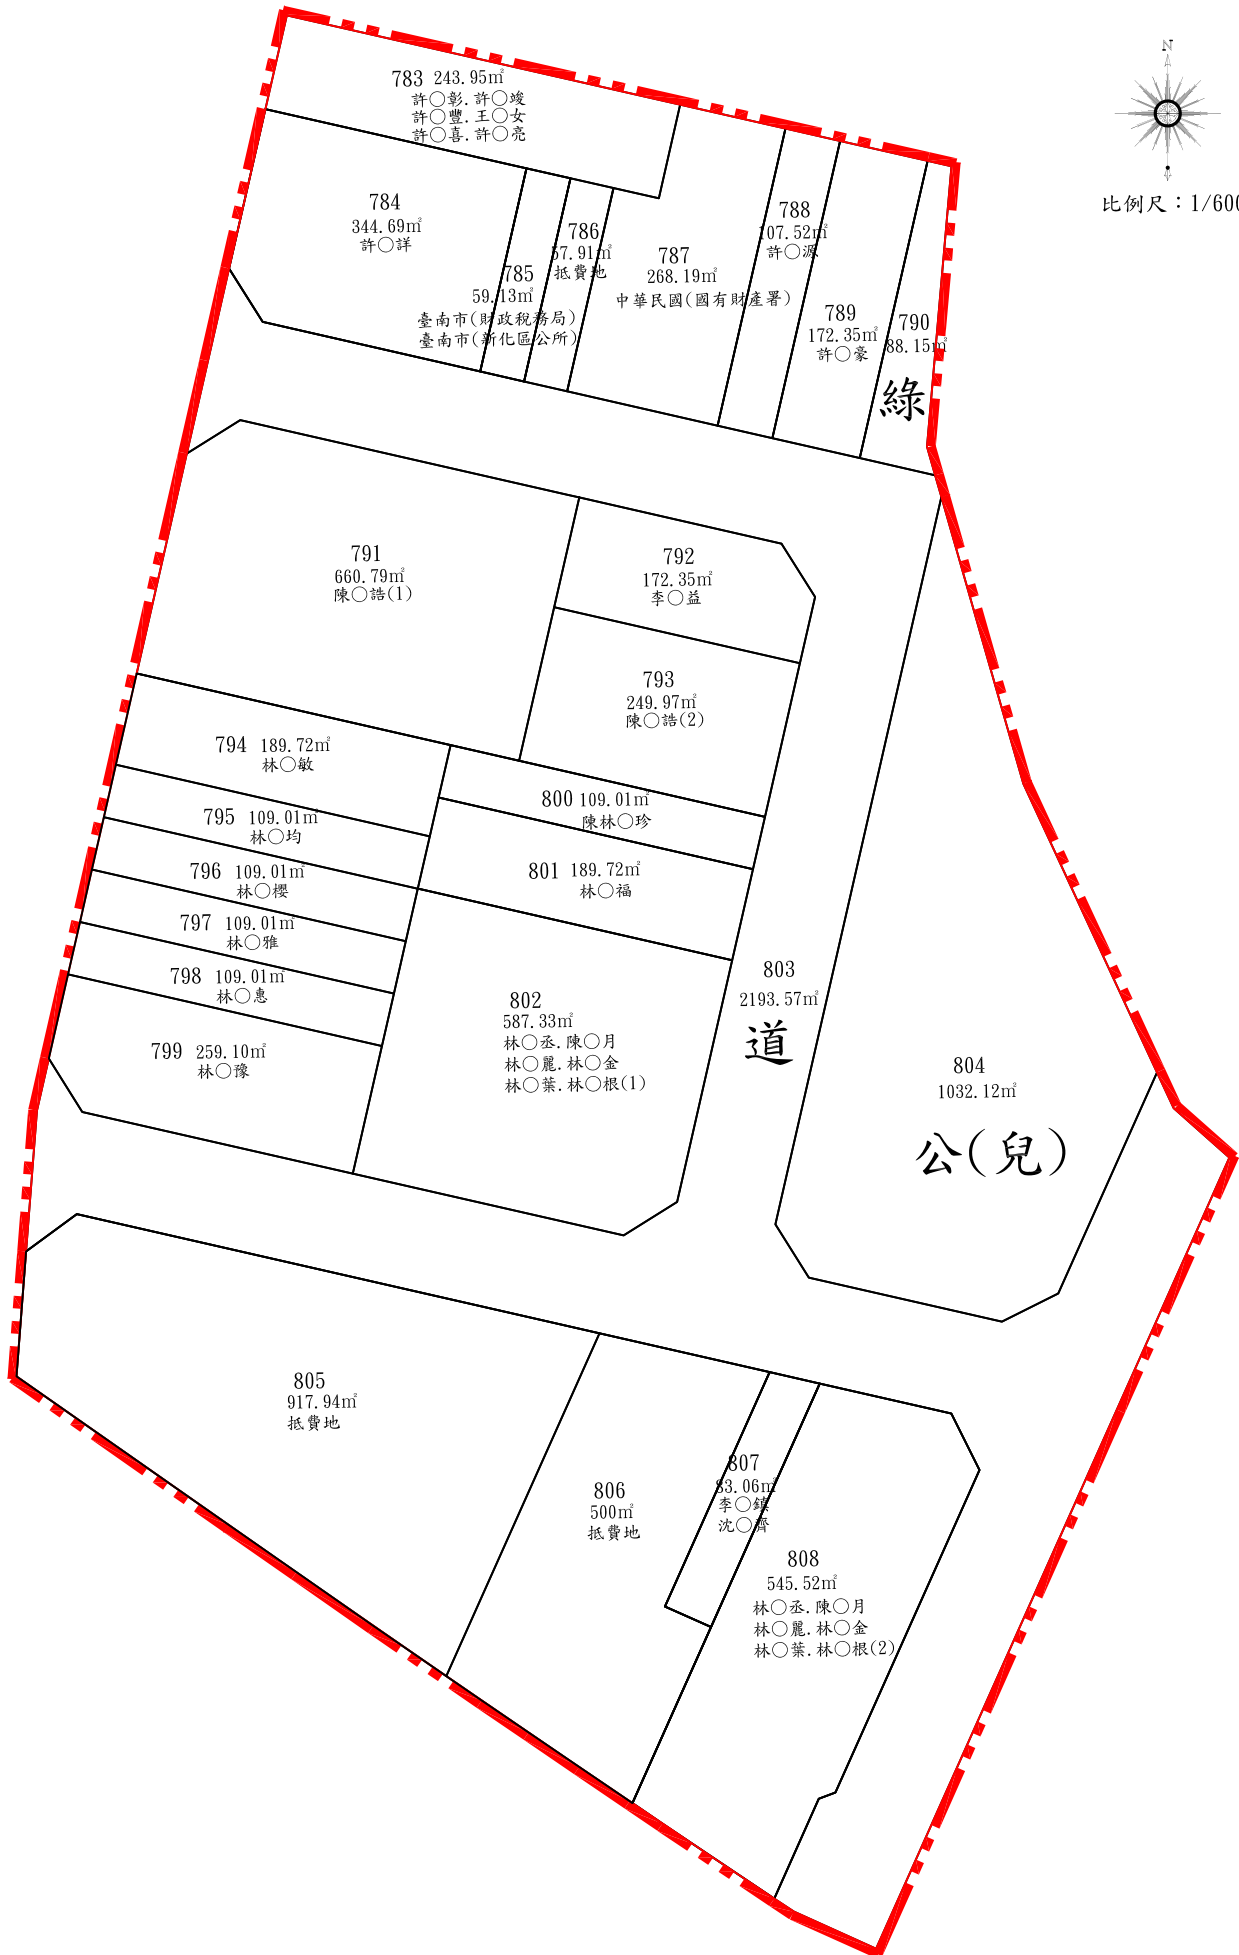 N
比例尺：1/600
783 243.95㎡
許○彰.許○竣
許○豐.王○女
許○喜.許○亮
784
344.69㎡
許○詳
785
59.13㎡
臺南市(財政稅務局)
臺南市(新化區公所)
786
57.91㎡
抵費地
787
268.19㎡
中華民國(國有財產署)
788
107.52㎡
許○源
789
172.35㎡
許○豪
790
88.15㎡
綠
791
660.79㎡
陳○誥(1)
792
172.35㎡
李○益
793
249.97㎡
陳○誥(2)
794 189.72㎡
林○敏
795 109.01㎡
林○均
796 109.01㎡
林○櫻
797 109.01㎡
林○雅
798 109.01㎡
林○惠
799 259.10㎡
林○豫
800 109.01㎡
陳林○珍
801 189.72㎡
林○福
802
587.33㎡
林○丞.陳○月
林○麗.林○金
林○葉.林○根(1)
803
2193.57㎡
道
804
1032.12㎡
公(兒)
805
917.94㎡
抵費地
806
500㎡
抵費地
807
83.06㎡
李○鎮
沈○齊
808
545.52㎡
林○丞.陳○月
林○麗.林○金
林○葉.林○根(2)